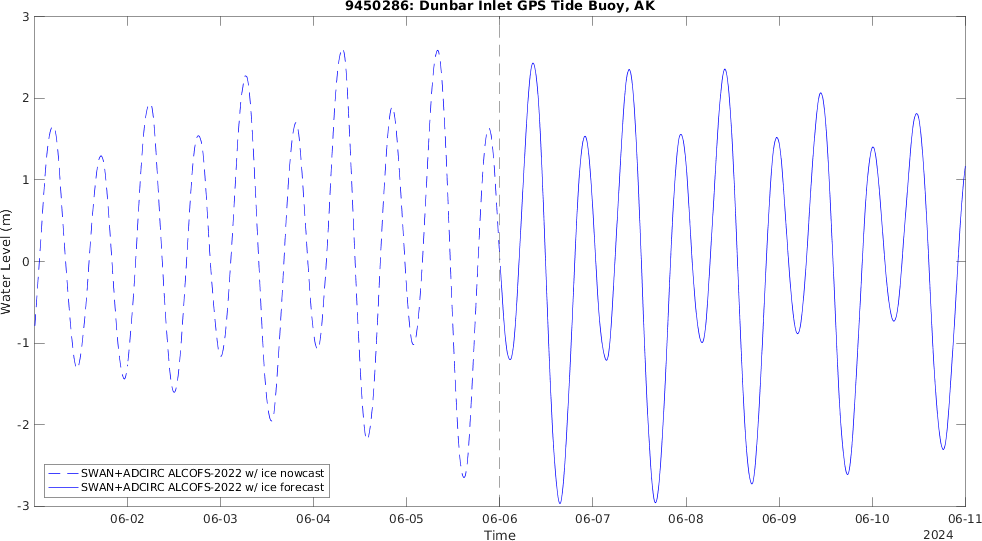 9450286: Dunbar Inlet GPS Tide Buoy, AK
Water Level (m)
3
2
1
0
-1
-2
-3
SWAN+ADCIRC ALCOFS-2022 w/ ice nowcast
SWAN+ADCIRC ALCOFS-2022 w/ ice forecast
06-02 06-03 06-04 06-05 06-06 06-07 06-08 06-09 06-10 06-11
Time
2024